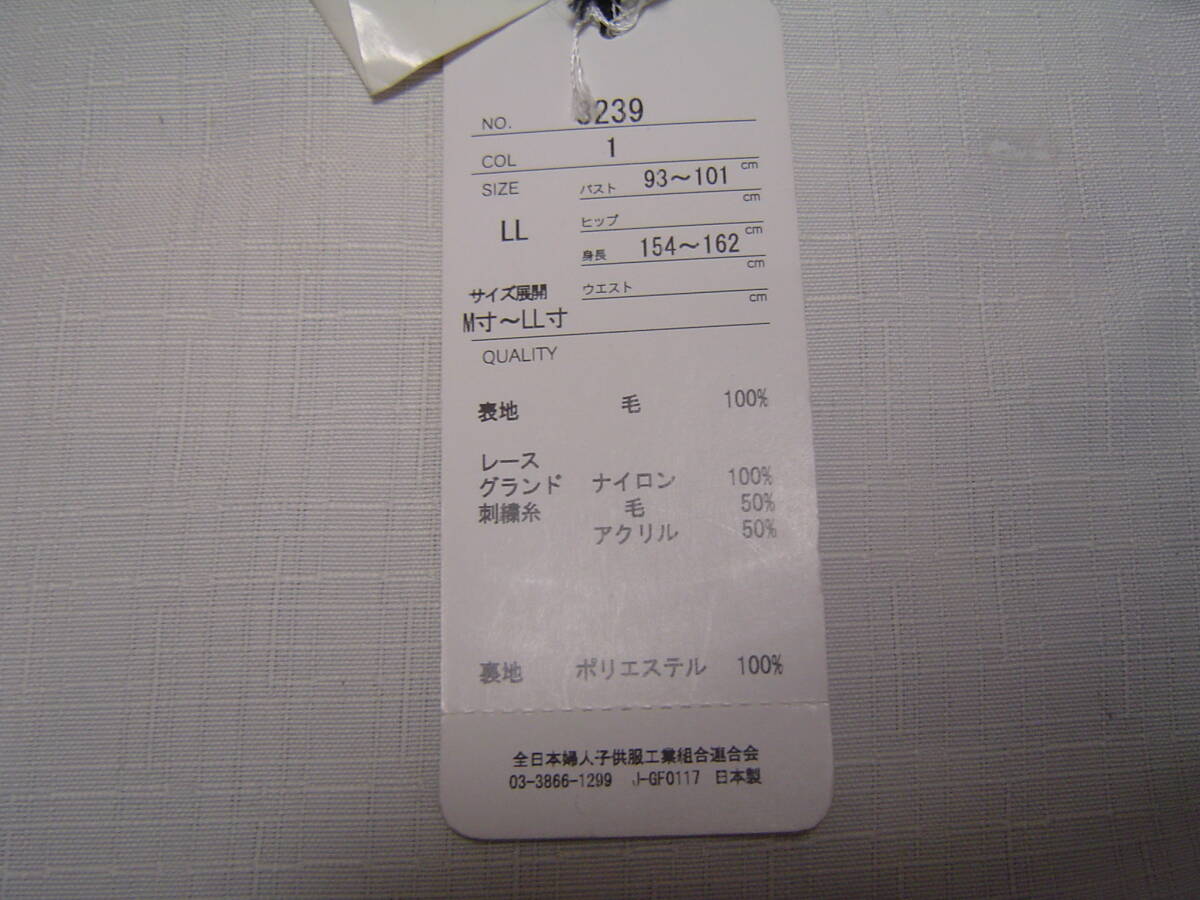 NO. 3239
COL 1
SIZE バスト 93～101 cm
cm
LL ヒップ cm
身長 154～162 cm
サイズ展開 ウエスト cm
M寸～LL寸
QUALITY
表地 毛 100%
レース
グランド ナイロン 100%
刺繍糸 毛 50%
アクリル 50%
裏地 ポリエステル 100%
全日本婦人子供服工業組合連合会
03-3866-1299 J-GF0117 日本製